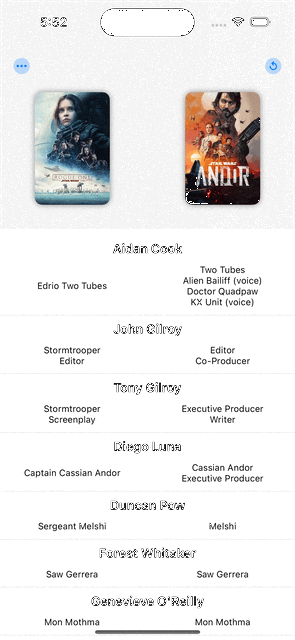 5:52
STAR WARS
ANDOR
Aidan Cook
Edrio Two Tubes
Two Tubes
Alien Bailiff (voice)
Doctor Quadpaw
KX Unit (voice)
John Gilroy
Stormtrooper
Editor
Editor
Co-Producer
Tony Gilroy
Stormtrooper
Screenplay
Executive Producer
Writer
Diego Luna
Captain Cassian Andor
Cassian Andor
Executive Producer
Duncan Pow
Sergeant Melshi
Melshi
Forest Whitaker
Saw Gerrera
Saw Gerrera
Genevieve O'Reilly
Mon Mothma
Mon Mothma